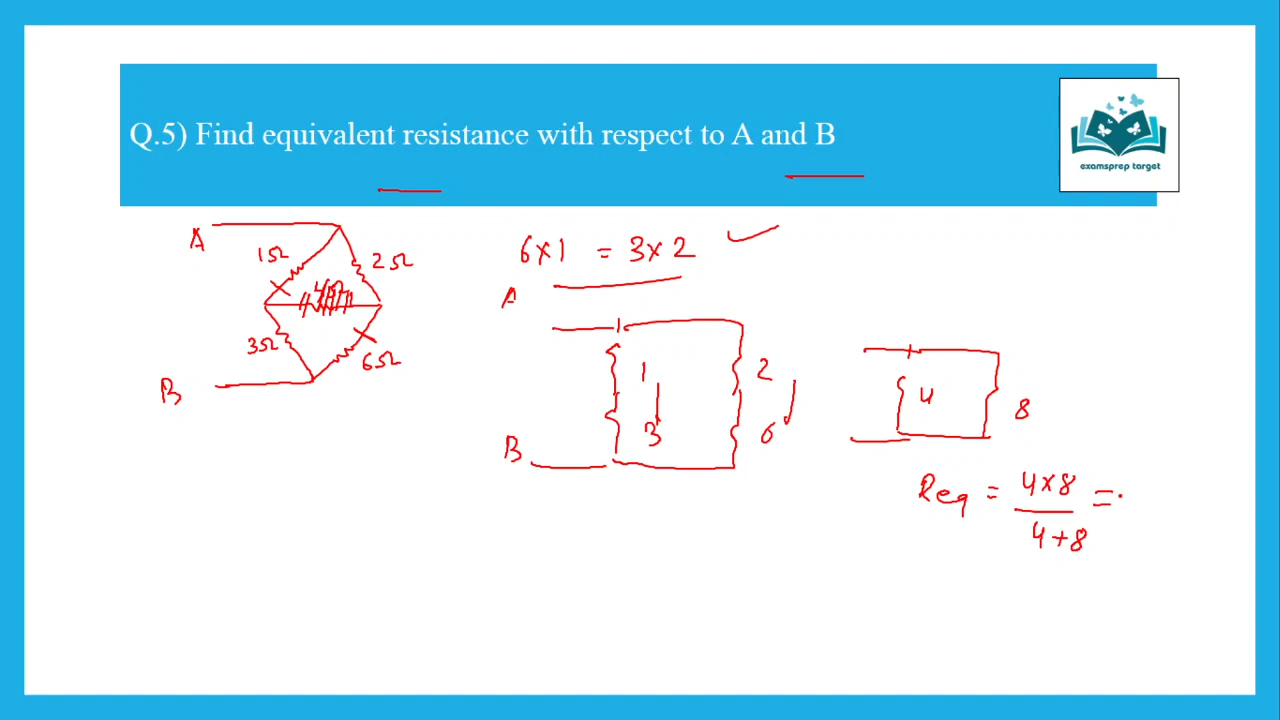 Q.5) Find equivalent resistance with respect to A and B
examsprep target
A
1Ω
2Ω
3Ω
6Ω
B
6×1 = 3×2
A
1
2
3
6
B
4
8
Req = 4×8 / 4+8 =